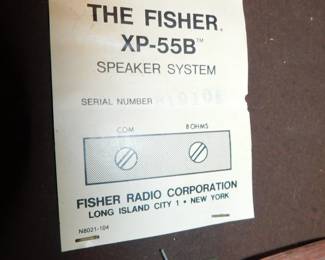 THE FISHER®
XP-55B™
SPEAKER SYSTEM
SERIAL NUMBER
COM 8 OHMS
FISHER RADIO CORPORATION
LONG ISLAND CITY 1 • NEW YORK
N8021-104